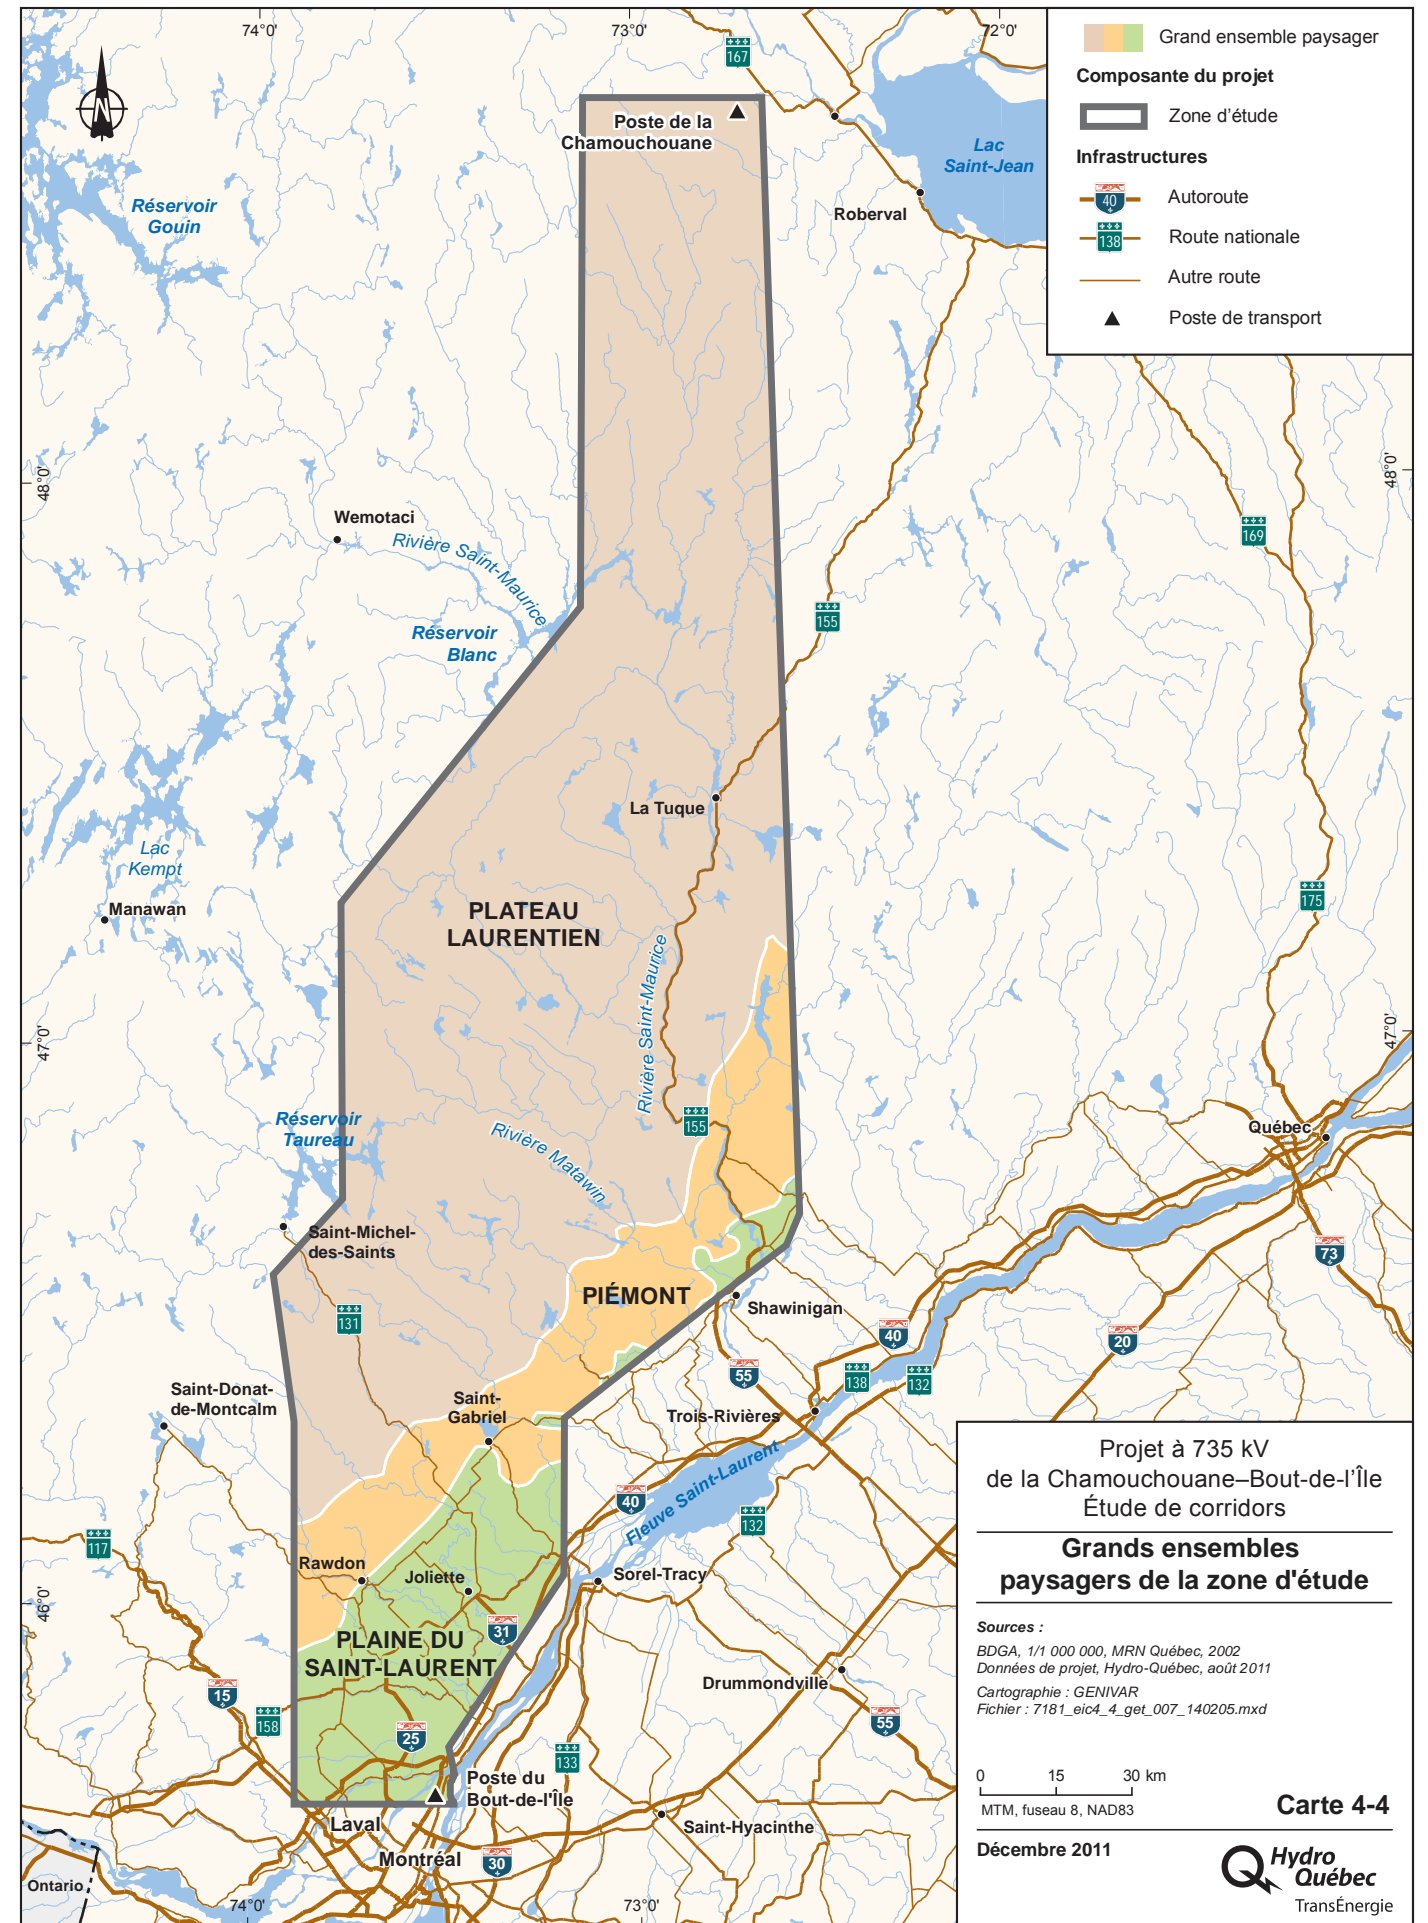 74°0'
73°0'
72°0'
167
Grand ensemble paysager
Composante du projet
Zone d'étude
Infrastructures
40
Autoroute
138
Route nationale
Autre route
Poste de transport
N
Poste de la
Chamouchouane
Lac
Saint-Jean
Réservoir
Gouin
Roberval
48°0'
48°0'
Wemotaci
Rivière Saint-Maurice
169
155
Réservoir
Blanc
La Tuque
Lac
Kempt
Manawan
PLATEAU
LAURENTIEN
175
Rivière Saint-Maurice
47°0'
47°0'
Réservoir
Taureau
155
Rivière Matawin
Québec
Saint-Michel-
des-Saints
73
PIÉMONT
Shawinigan
131
40
20
55
138
132
Saint-Donat-
de-Montcalm
Saint-
Gabriel
Trois-Rivières
Fleuve Saint-Laurent
40
132
117
Rawdon
Joliette
Sorel-Tracy
46°0'
31
PLAINE DU
SAINT-LAURENT
Drummondville
15
158
25
55
133
Poste du
Bout-de-l'Île
Laval
Saint-Hyacinthe
Montréal
30
Ontario
74°0'
73°0'
Projet à 735 kV
de la Chamouchouane–Bout-de-l'Île
Étude de corridors
Grands ensembles
paysagers de la zone d'étude
Sources :
BDGA, 1/1 000 000, MRN Québec, 2002
Données de projet, Hydro-Québec, août 2011
Cartographie : GENIVAR
Fichier : 7181_eic4_4_get_007_140205.mxd
0 15 30 km
MTM, fuseau 8, NAD83
Carte 4-4
Décembre 2011
Hydro
Québec
TransÉnergie